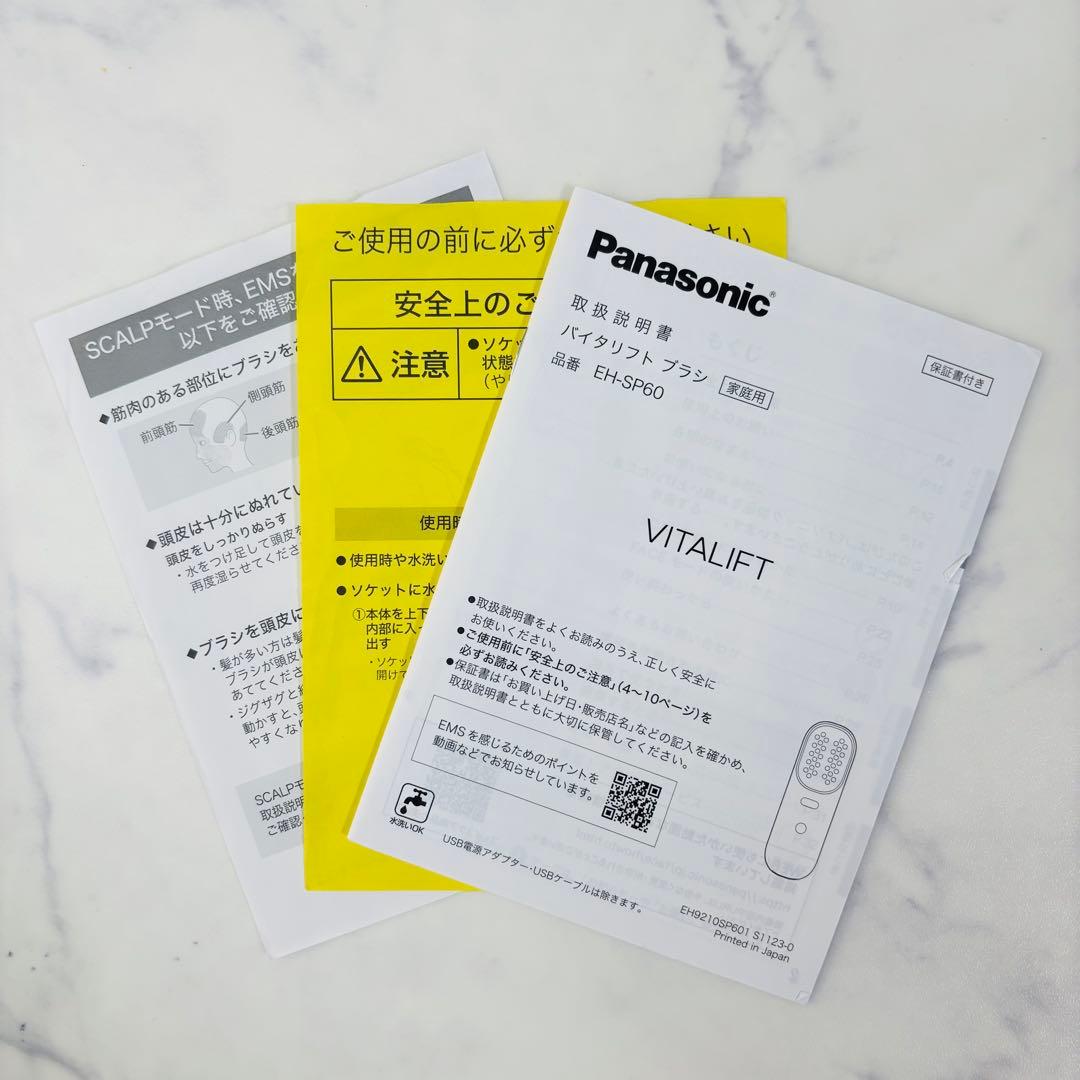 SCALPモード時、EMSを
以下をご確認
◆筋肉のある部位にブラシを
側頭筋
前頭筋
後頭筋
◆頭皮は十分にぬれてい
頭皮をしっかりぬらす
・水をつけ足して頭皮を
再度湿らせてくださ
◆ブラシを頭皮に
・髪が多い方は髪
ブラシが頭皮に
あててくださ
・ジグザグと細
動かすと、頭
やすくなり
SCALPモ
取扱説明
ご確認
ご使用の前に必ず
さい
安全上のご
注意
●ソケッ
状態
(や
使用時
●使用時や水洗い
●ソケットに水
①本体を上下
内部に入っ
出す
・ソケッ
開けて
Panasonic®
取扱説明書
バイタリフト ブラシ 家庭用
品番 EH-SP60
保証書付き
VITALIFT
●取扱説明書をよくお読みのうえ、正しく安全に
お使いください。
●ご使用前に「安全上のご注意」(4〜10ページ)を
必ずお読みください。
●保証書は「お買い上げ日・販売店名」などの記入を確かめ、
取扱説明書とともに大切に保管してください。
EMSを感じるためのポイントを
動画などでお知らせしています。
水洗いOK
USB電源アダプター・USBケーブルは除きます。
EH9210SP601 S1123-0
Printed in Japan